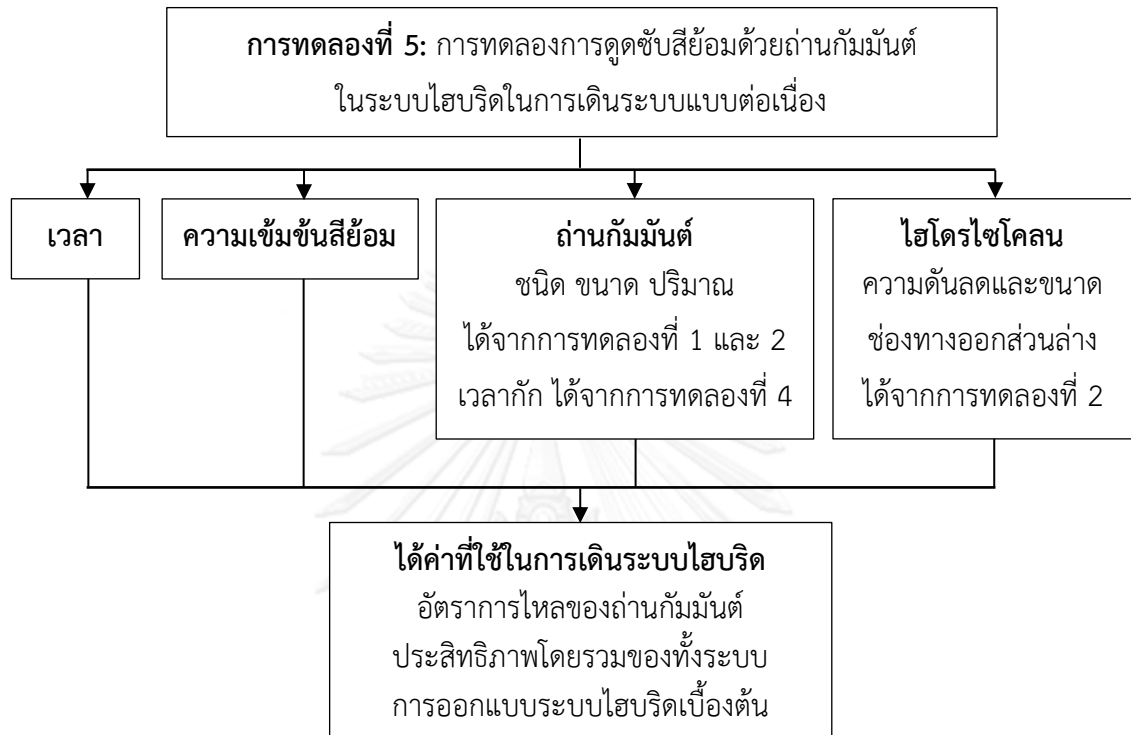 การทดลองที่ 5: การทดลองการดูดซับสีย้อมด้วยถ่านกัมมันต์
ในระบบไฮบริดในการเดินระบบแบบต่อเนื่อง
เวลา
ความเข้มข้นสีย้อม
ถ่านกัมมันต์
ชนิด ขนาด ปริมาณ
ได้จากการทดลองที่ 1 และ 2
เวลากัก ได้จากการทดลองที่ 4
ไฮโดรไซโคลน
ความดันลดและขนาด
ช่องทางออกส่วนล่าง
ได้จากการทดลองที่ 2
ได้ค่าที่ใช้ในการเดินระบบไฮบริด
อัตราการไหลของถ่านกัมมันต์
ประสิทธิภาพโดยรวมของทั้งระบบ
การออกแบบระบบไฮบริดเบื้องต้น